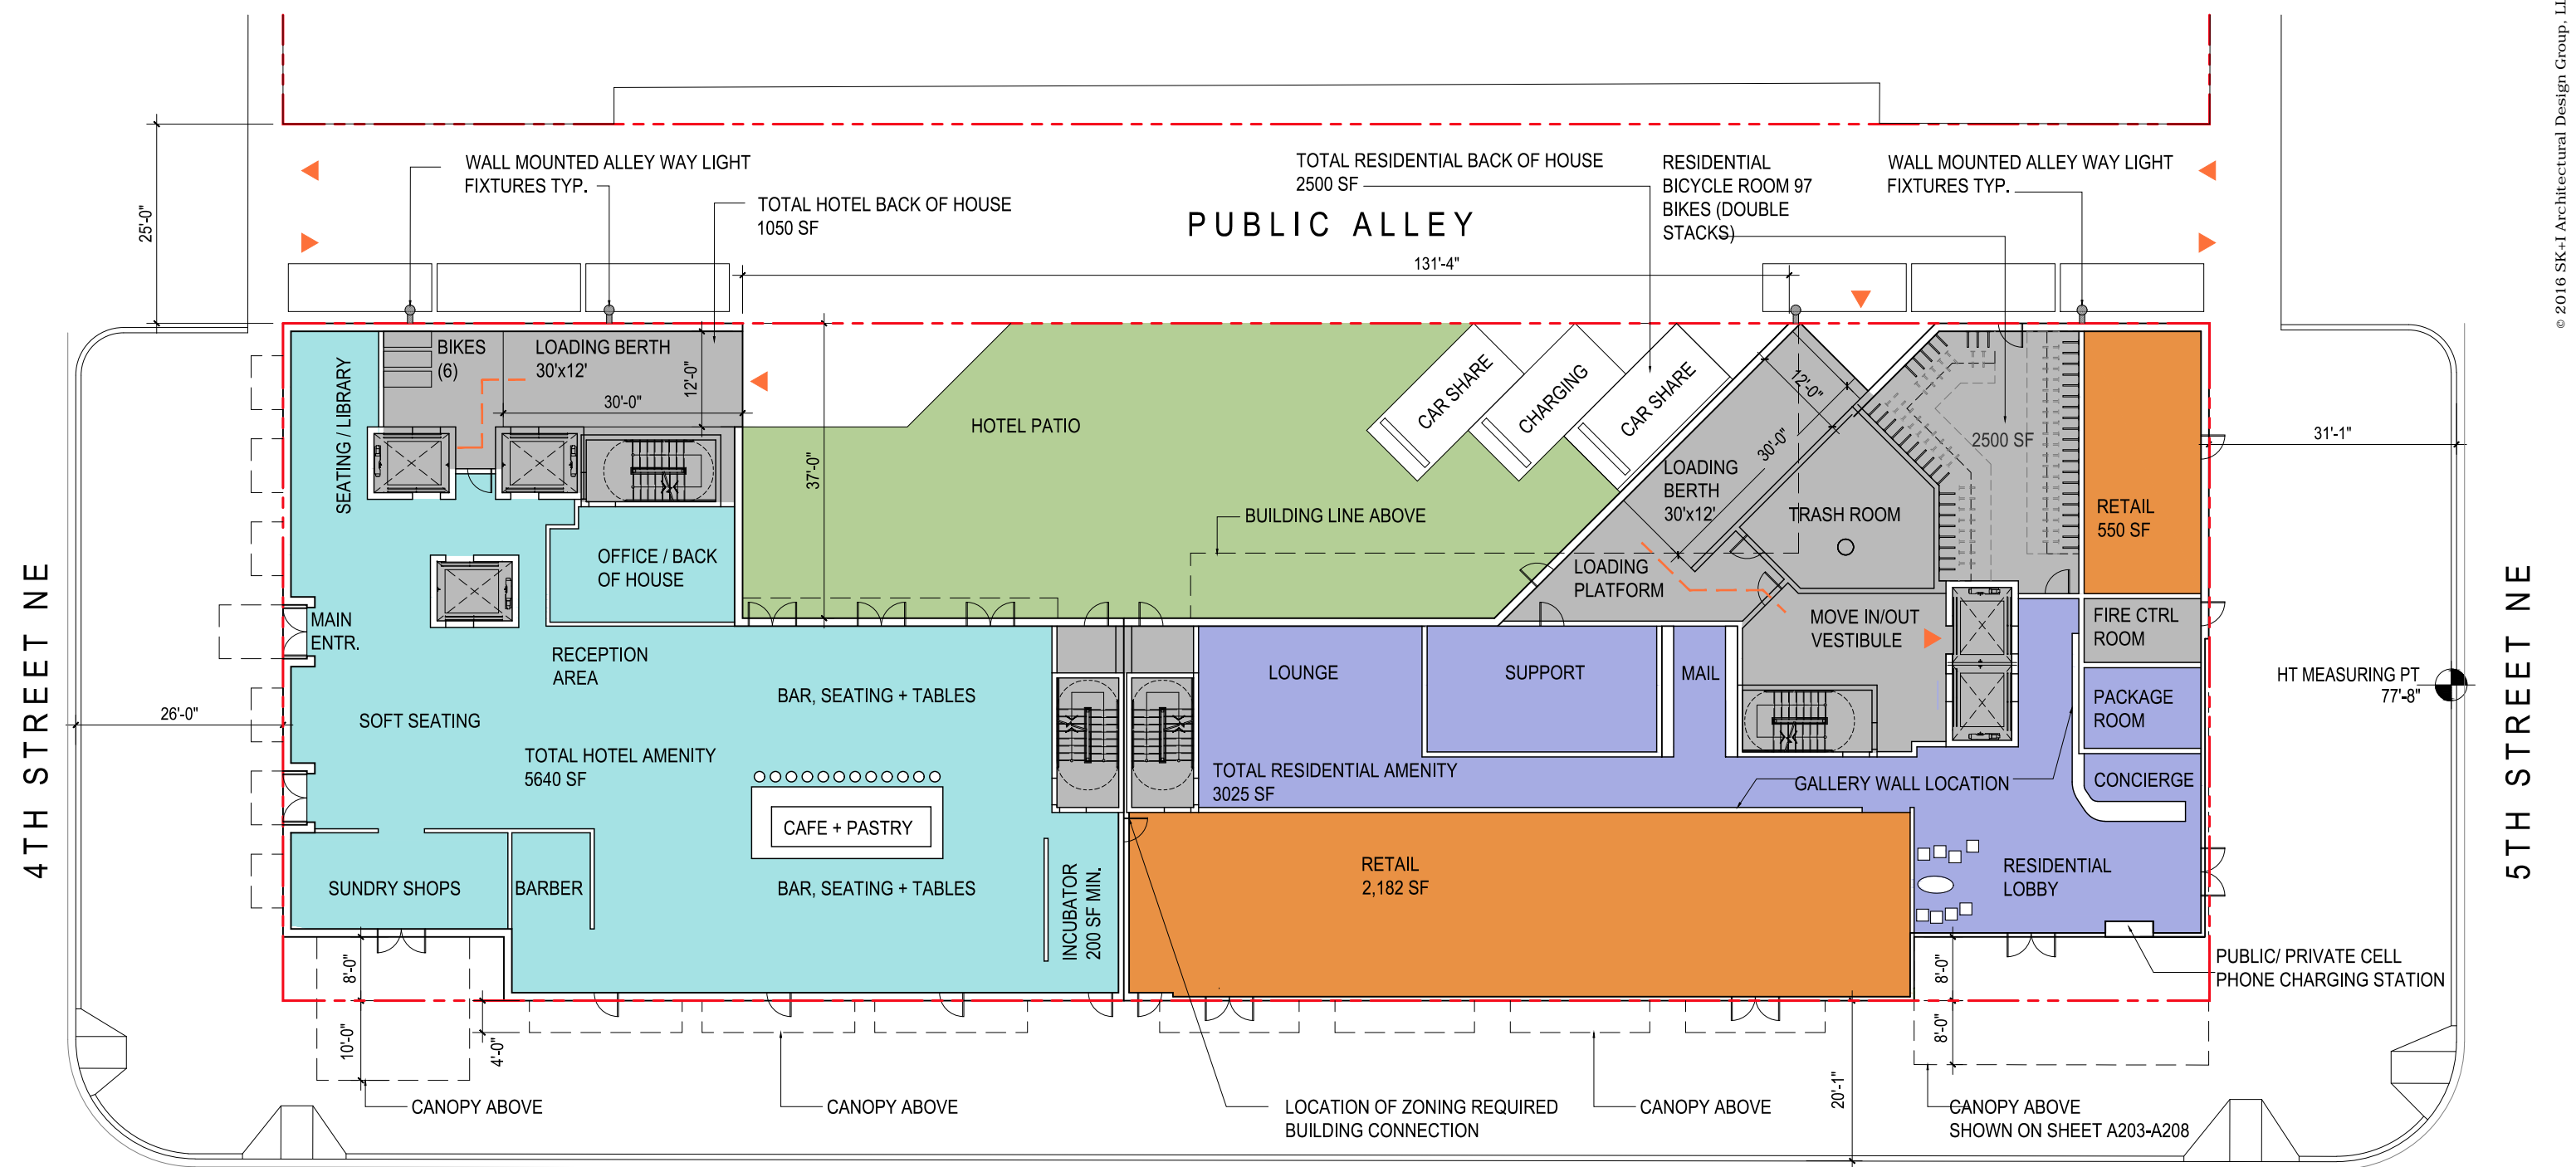 © 2016 SK+I Architectural Design Group, LL
25'-0"
WALL MOUNTED ALLEY WAY LIGHT
FIXTURES TYP.
TOTAL HOTEL BACK OF HOUSE
1050 SF
PUBLIC ALLEY
TOTAL RESIDENTIAL BACK OF HOUSE
2500 SF
RESIDENTIAL
BICYCLE ROOM 97
BIKES (DOUBLE
STACKS)
WALL MOUNTED ALLEY WAY LIGHT
FIXTURES TYP.
131'-4"
SEATING / LIBRARY
BIKES
(6)
LOADING BERTH
30'x12'
30'-0"
12'-0"
37'-0"
HOTEL PATIO
CAR SHARE
CHARGING
CAR SHARE
12'-0"
30'-0"
LOADING
BERTH
30'x12'
TRASH ROOM
2500 SF
RETAIL
550 SF
31'-1"
BUILDING LINE ABOVE
OFFICE / BACK
OF HOUSE
LOADING
PLATFORM
4TH STREET NE
5TH STREET NE
MAIN
ENTR.
RECEPTION
AREA
BAR, SEATING + TABLES
SOFT SEATING
26'-0"
TOTAL HOTEL AMENITY
5640 SF
LOUNGE
SUPPORT
MAIL
MOVE IN/OUT
VESTIBULE
FIRE CTRL
ROOM
PACKAGE
ROOM
HT MEASURING PT
77'-8"
TOTAL RESIDENTIAL AMENITY
3025 SF
GALLERY WALL LOCATION
CONCIERGE
CAFE + PASTRY
SUNDRY SHOPS
BARBER
BAR, SEATING + TABLES
INCUBATOR
200 SF MIN.
RETAIL
2,182 SF
RESIDENTIAL
LOBBY
PUBLIC/ PRIVATE CELL
PHONE CHARGING STATION
8'-0"
10'-0"
4'-0"
8'-0"
8'-0"
20'-1"
CANOPY ABOVE
CANOPY ABOVE
LOCATION OF ZONING REQUIRED
BUILDING CONNECTION
CANOPY ABOVE
CANOPY ABOVE
SHOWN ON SHEET A203-A208